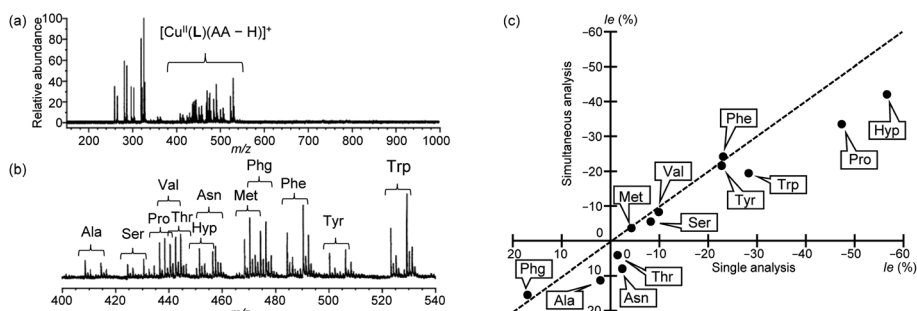 (a)
100
80
60
40
20
0
Relative abundance
[Cu^II(L)(AA − H)]^+
200 300 400 500 600 700 800 900 1000
m/z
(b)
Ala
Ser
Pro
Val
Thr
Hyp
Asn
Met
Phg
Phe
Tyr
Trp
400 420 440 460 480 500 520 540
(c)
Ie (%)
Simultaneous analysis
−60
−50
−40
−30
−20
−10
0
10
20
20 10 0 −10 −20 −30 −40 −50 −60
Single analysis
Ie (%)
Phe
Hyp
Pro
Trp
Tyr
Val
Met
Ser
Thr
Asn
Ala
Phg